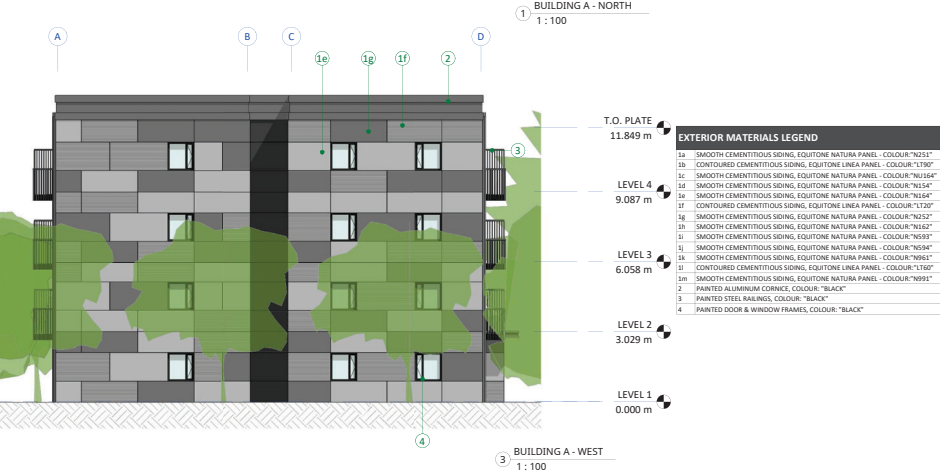 1 BUILDING A - NORTH
1 : 100
A B C D
1e 1g 1f 2
T.O. PLATE
11.849 m
3
LEVEL 4
9.087 m
LEVEL 3
6.058 m
LEVEL 2
3.029 m
LEVEL 1
0.000 m
4
EXTERIOR MATERIALS LEGEND
1a SMOOTH CEMENTITIOUS SIDING, EQUITONE NATURA PANEL - COLOUR:"N251"
1b CONTOURED CEMENTITIOUS SIDING, EQUITONE LINEA PANEL - COLOUR:"LT90"
1c SMOOTH CEMENTITIOUS SIDING, EQUITONE NATURA PANEL - COLOUR:"NU164"
1d SMOOTH CEMENTITIOUS SIDING, EQUITONE NATURA PANEL - COLOUR:"N154"
1e SMOOTH CEMENTITIOUS SIDING, EQUITONE NATURA PANEL - COLOUR:"N164"
1f CONTOURED CEMENTITIOUS SIDING, EQUITONE LINEA PANEL - COLOUR:"LT20"
1g SMOOTH CEMENTITIOUS SIDING, EQUITONE NATURA PANEL - COLOUR:"N252"
1h SMOOTH CEMENTITIOUS SIDING, EQUITONE NATURA PANEL - COLOUR:"N162"
1i SMOOTH CEMENTITIOUS SIDING, EQUITONE NATURA PANEL - COLOUR:"N593"
1j SMOOTH CEMENTITIOUS SIDING, EQUITONE NATURA PANEL - COLOUR:"N594"
1k SMOOTH CEMENTITIOUS SIDING, EQUITONE NATURA PANEL - COLOUR:"N961"
1l CONTOURED CEMENTITIOUS SIDING, EQUITONE LINEA PANEL - COLOUR:"LT60"
1m SMOOTH CEMENTITIOUS SIDING, EQUITONE NATURA PANEL - COLOUR:"N991"
2 PAINTED ALUMINUM CORNICE, COLOUR: "BLACK"
3 PAINTED STEEL RAILINGS, COLOUR: "BLACK"
4 PAINTED DOOR & WINDOW FRAMES, COLOUR: "BLACK"
3 BUILDING A - WEST
1 : 100